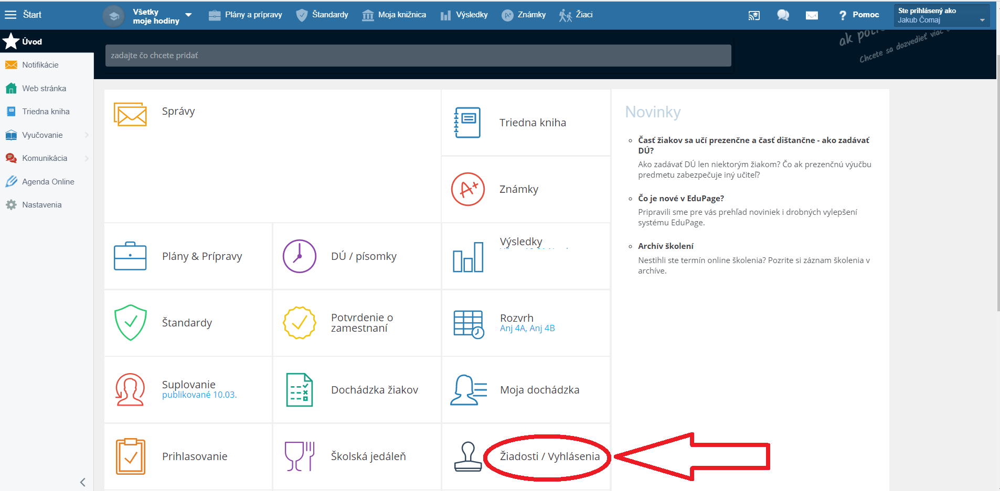 Štart
Všetky
moje hodiny
Plány a prípravy
Štandardy
Moja knižnica
Výsledky
Známky
Žiaci
Pomoc
Ste prihlásený ako
Jakub Čomaj
Úvod
zadajte čo chcete pridať
Chcete sa dozvedieť viac
Notifikácie
Web stránka
Triedna kniha
Vyučovanie
Komunikácia
Agenda Online
Nastavenia
Správy
Triedna kniha
Známky
Plány & Prípravy
DÚ / písomky
Výsledky
Štandardy
Potvrdenie o
zamestnaní
Rozvrh
Anj 4A, Anj 4B
Suplovanie
publikované 10.03.
Dochádzka žiakov
Moja dochádzka
Prihlasovanie
Školská jedáleň
Žiadosti / Vyhlásenia
Novinky
Časť žiakov sa učí prezenčne a časť dištančne - ako zadávať
DÚ?
Ako zadávať DÚ len niektorým žiakom? Čo ak prezenčnú výučbu
predmetu zabezpečuje iný učiteľ?
Čo je nové v EduPage?
Pripravili sme pre vás prehľad noviniek i drobných vylepšení
systému EduPage.
Archív školení
Nestihli ste termín online školenia? Pozrite si záznam školenia v
archíve.